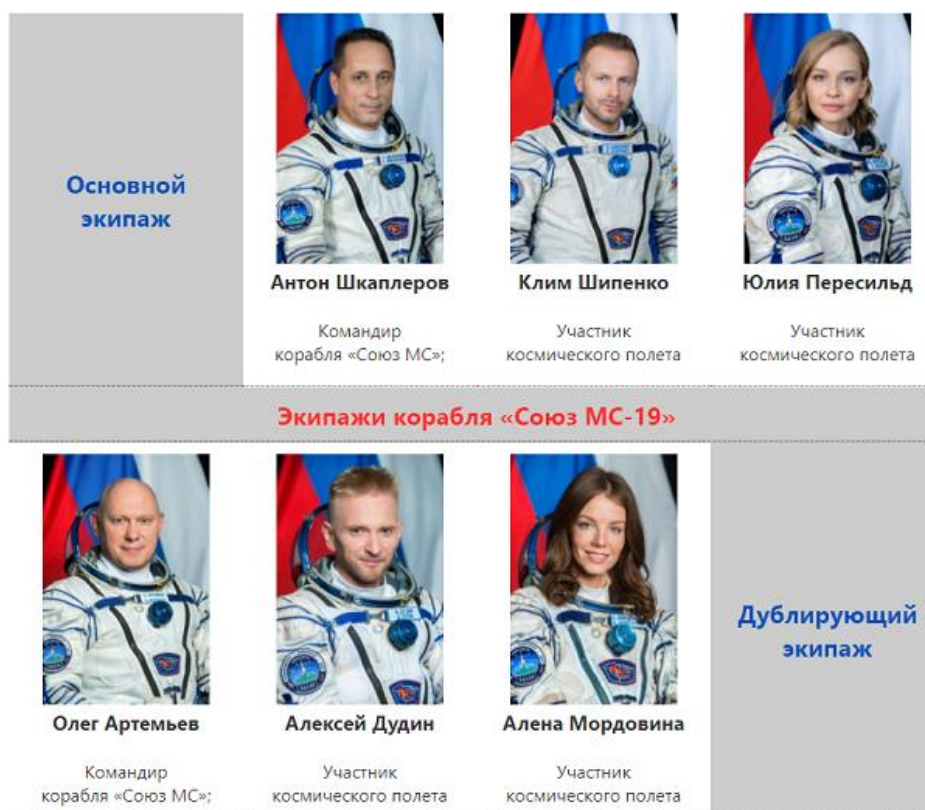 Основной
экипаж
Антон Шкаплеров
Клим Шипенко
Юлия Пересильд
Командир
корабля «Союз МС»;
Участник
космического полета
Участник
космического полета
Экипажи корабля «Союз МС-19»
Олег Артемьев
Алексей Дудин
Алена Мордовина
Командир
корабля «Союз МС»;
Участник
космического полета
Участник
космического полета
Дублирующий
экипаж